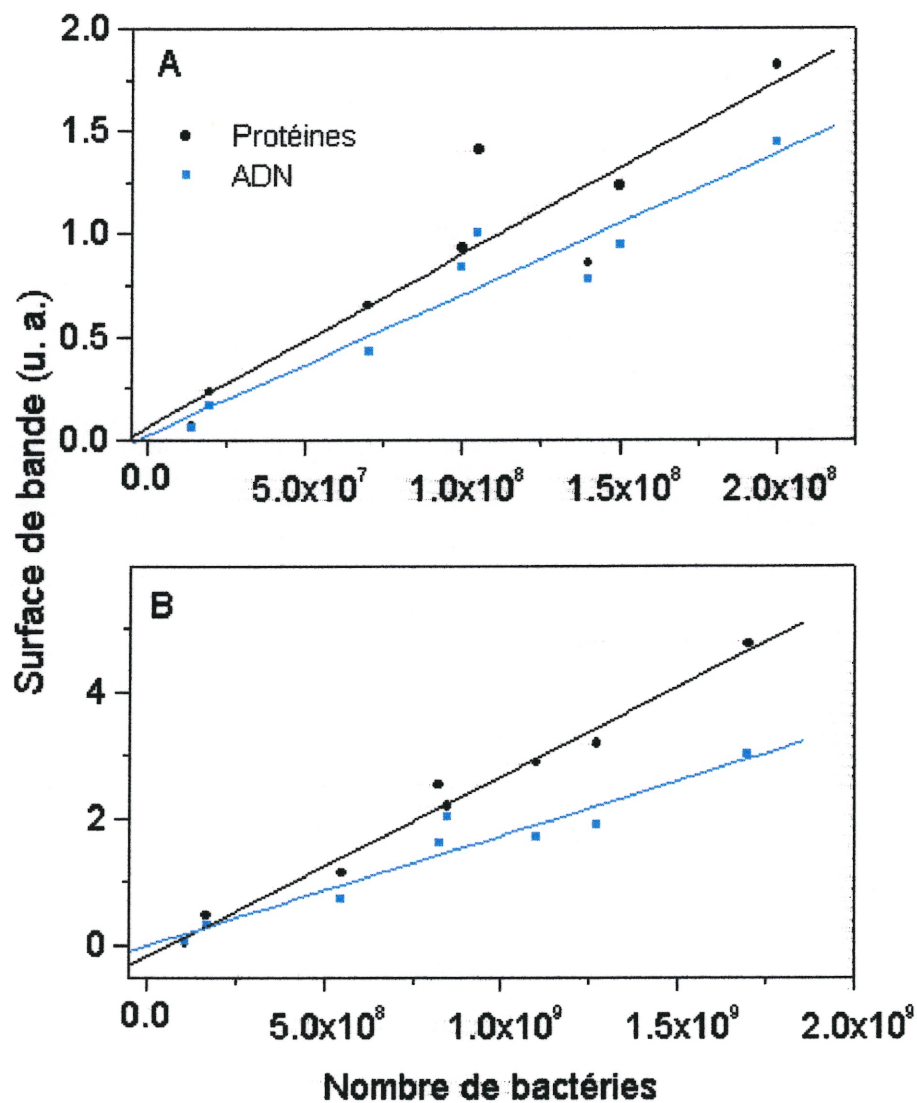 A
Protéines
ADN
2.0
1.5
1.0
0.5
0.0
0.0 5.0x10⁷ 1.0x10⁸ 1.5x10⁸ 2.0x10⁸
Surface de bande (u. a.)
B
4
2
0
0.0 5.0x10⁸ 1.0x10⁹ 1.5x10⁹ 2.0x10⁹
Nombre de bactéries